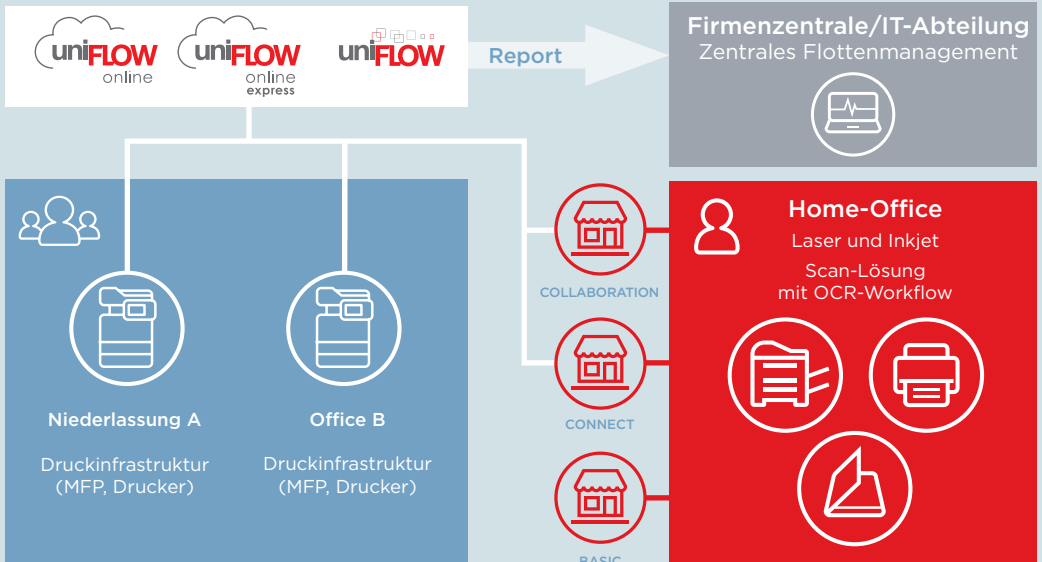 uniFLOW
online
uniFLOW
online
express
uniFLOW
Report
Firmenzentrale/IT-Abteilung
Zentrales Flottenmanagement
Niederlassung A
Druckinfrastruktur
(MFP, Drucker)
Office B
Druckinfrastruktur
(MFP, Drucker)
COLLABORATION
CONNECT
BASIC
Home-Office
Laser und Inkjet
Scan-Lösung
mit OCR-Workflow